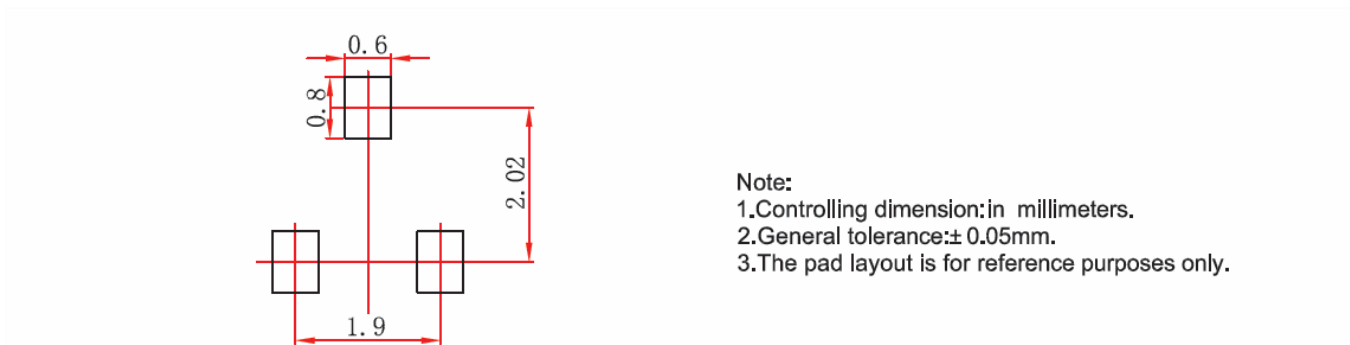 0.6
0.8
2.02
1.9
Note:
1.Controlling dimension:in millimeters.
2.General tolerance:± 0.05mm.
3.The pad layout is for reference purposes only.